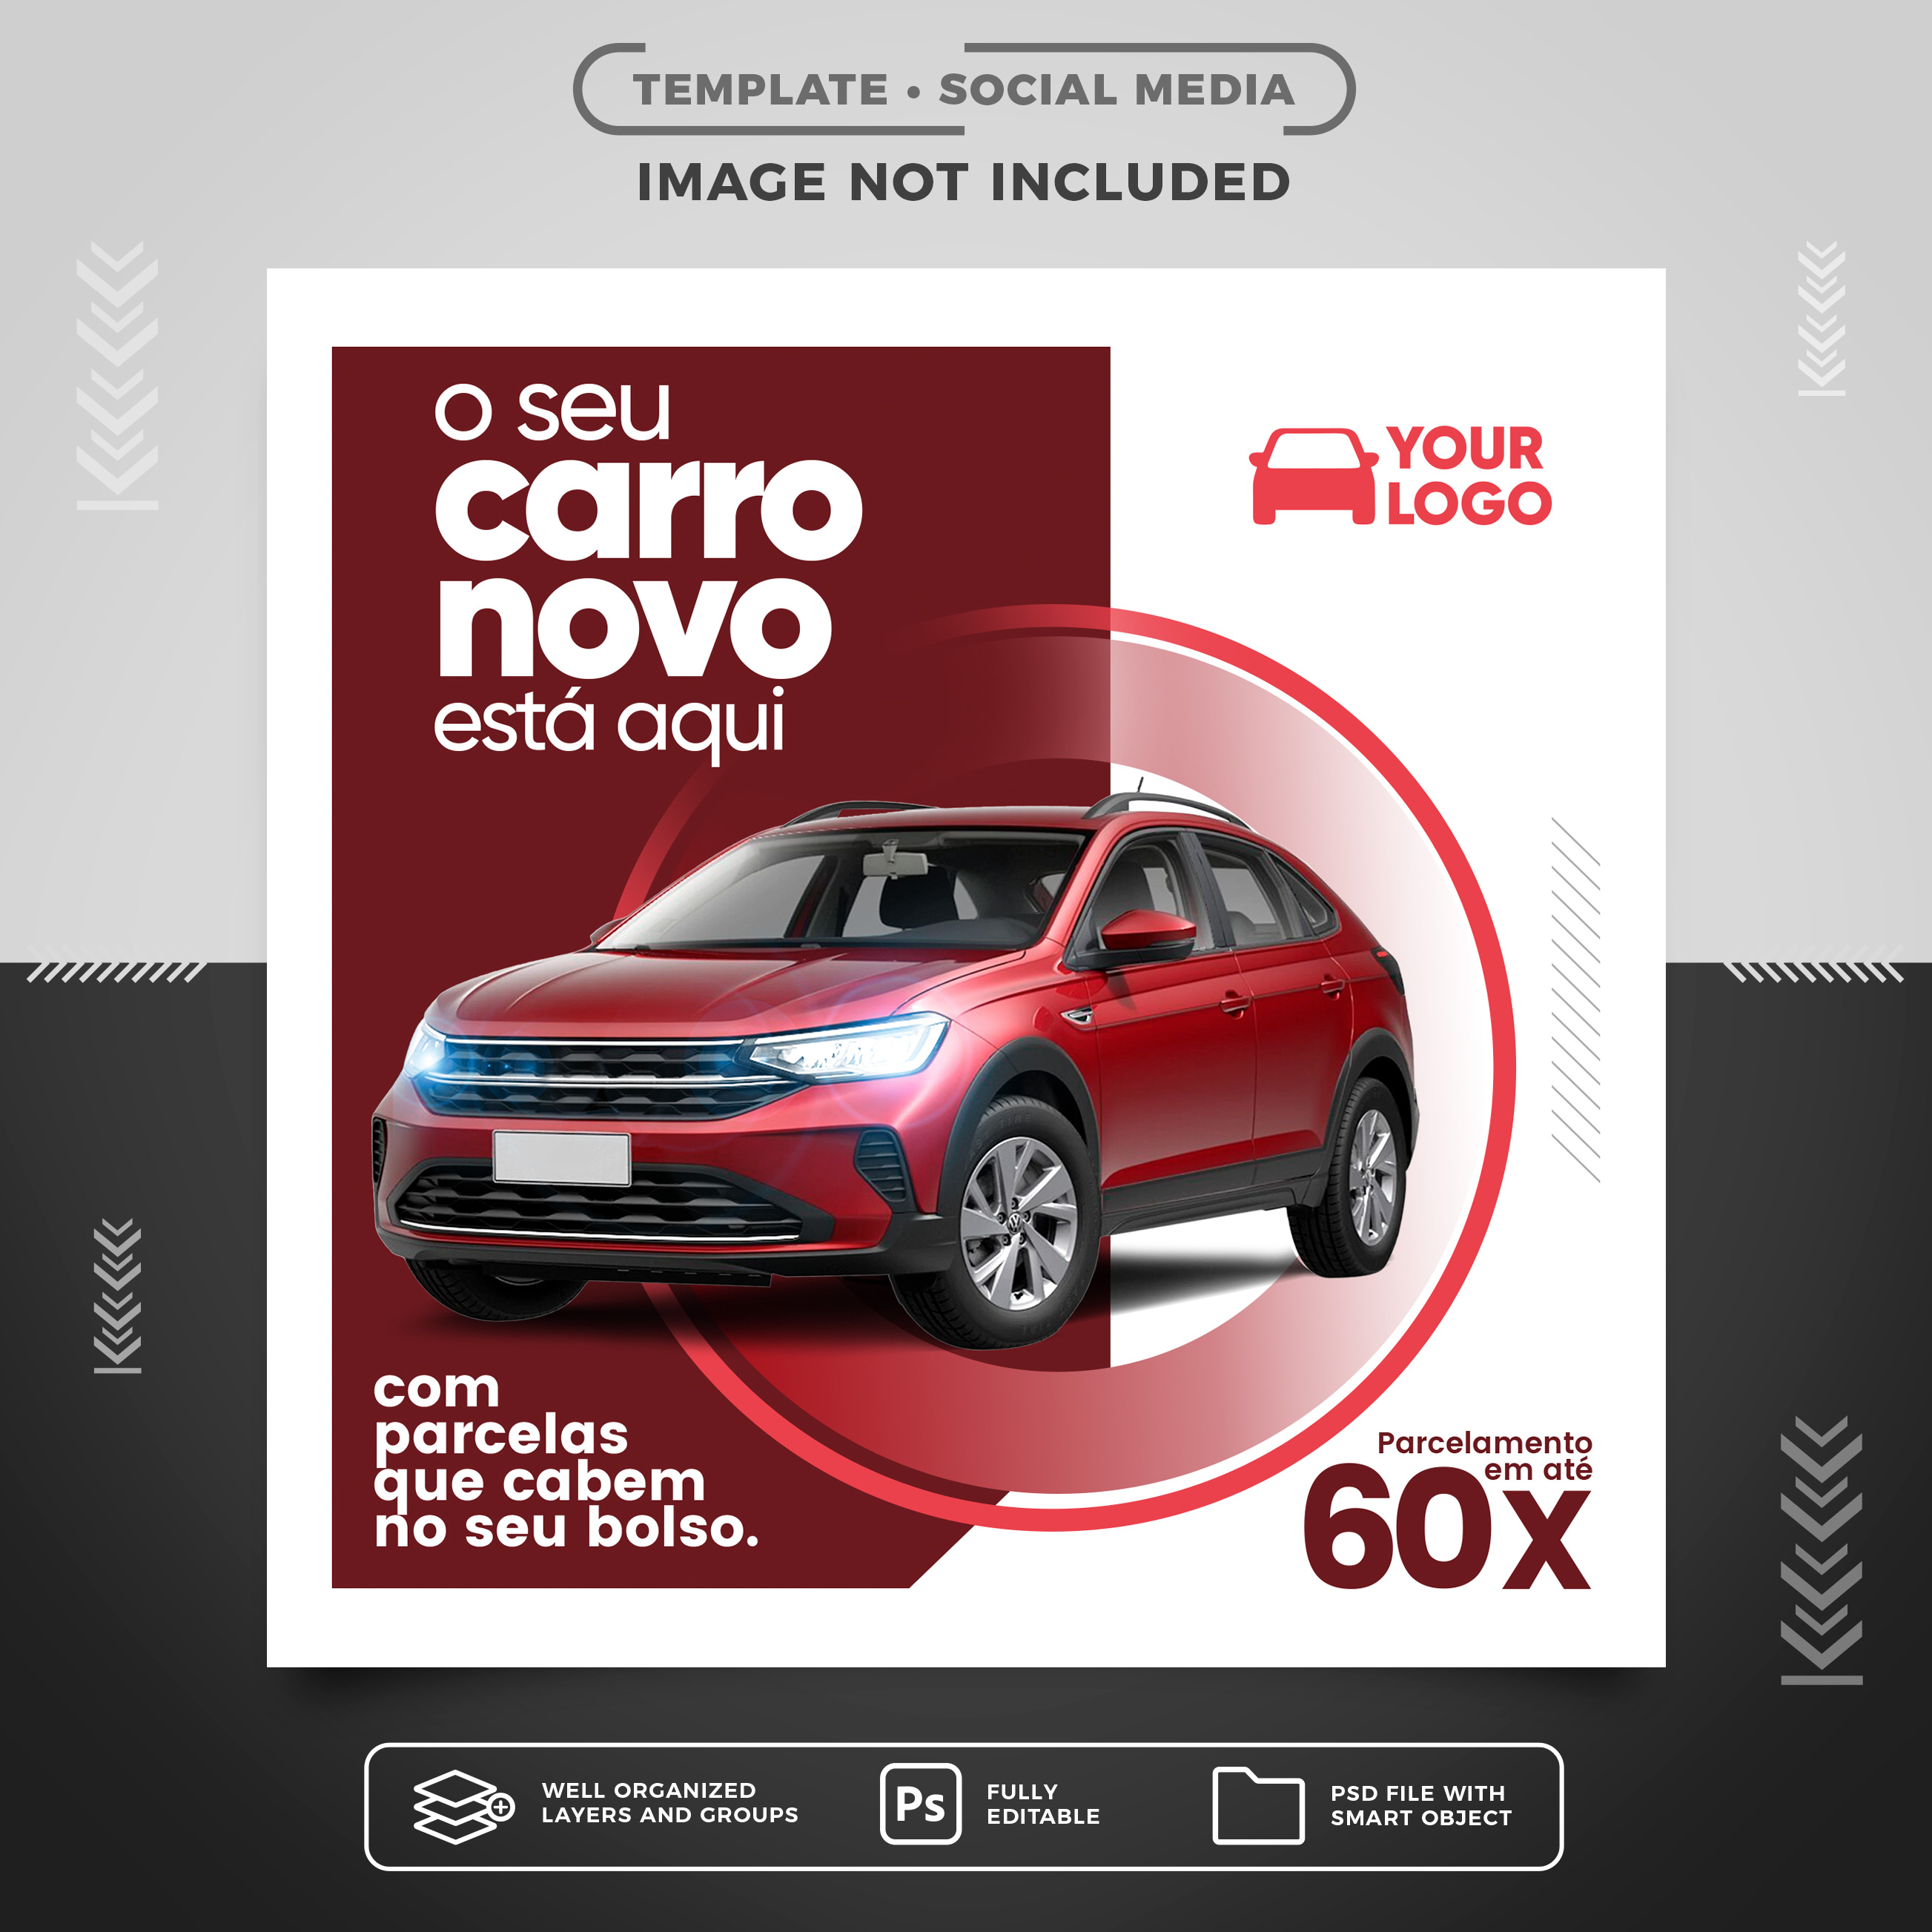 TEMPLATE • SOCIAL MEDIA
IMAGE NOT INCLUDED
o seu
carro
novo
está aqui
YOUR
LOGO
com
parcelas
que cabem
no seu bolso.
Parcelamento
em até
60x
WELL ORGANIZED
LAYERS AND GROUPS
Ps
FULLY
EDITABLE
PSD FILE WITH
SMART OBJECT